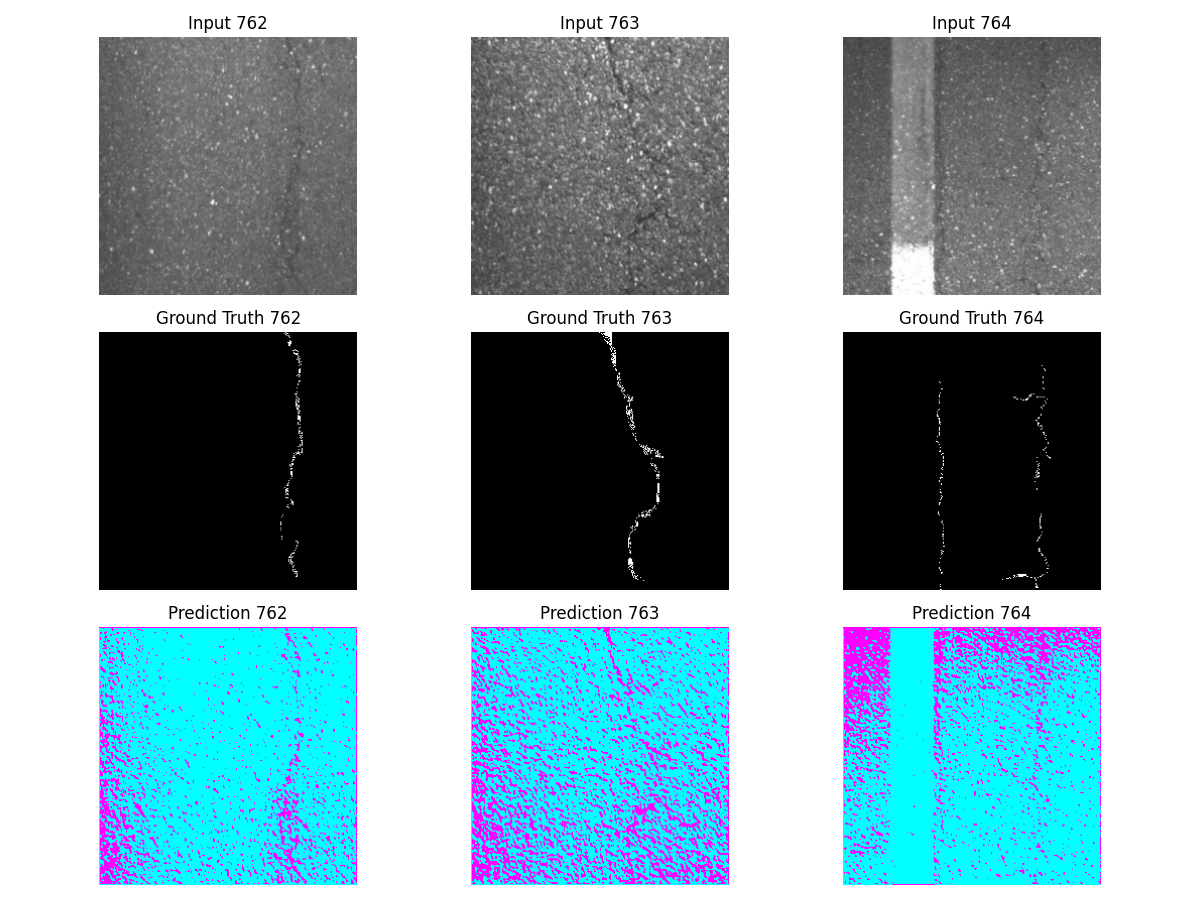 Input 762
Input 763
Input 764
Ground Truth 762
Ground Truth 763
Ground Truth 764
Prediction 762
Prediction 763
Prediction 764